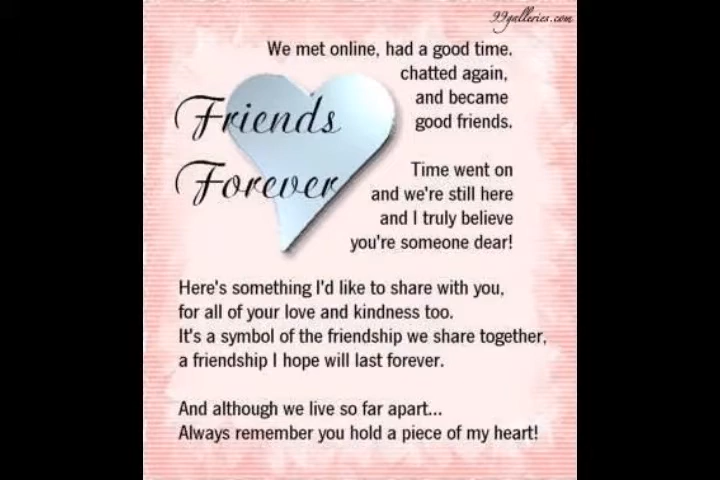 99galleries.com
We met online, had a good time.
chatted again,
and became
good friends.
Friends
Forever
Time went on
and we're still here
and I truly believe
you're someone dear!
Here's something I'd like to share with you,
for all of your love and kindness too.
It's a symbol of the friendship we share together,
a friendship I hope will last forever.
And although we live so far apart...
Always remember you hold a piece of my heart!